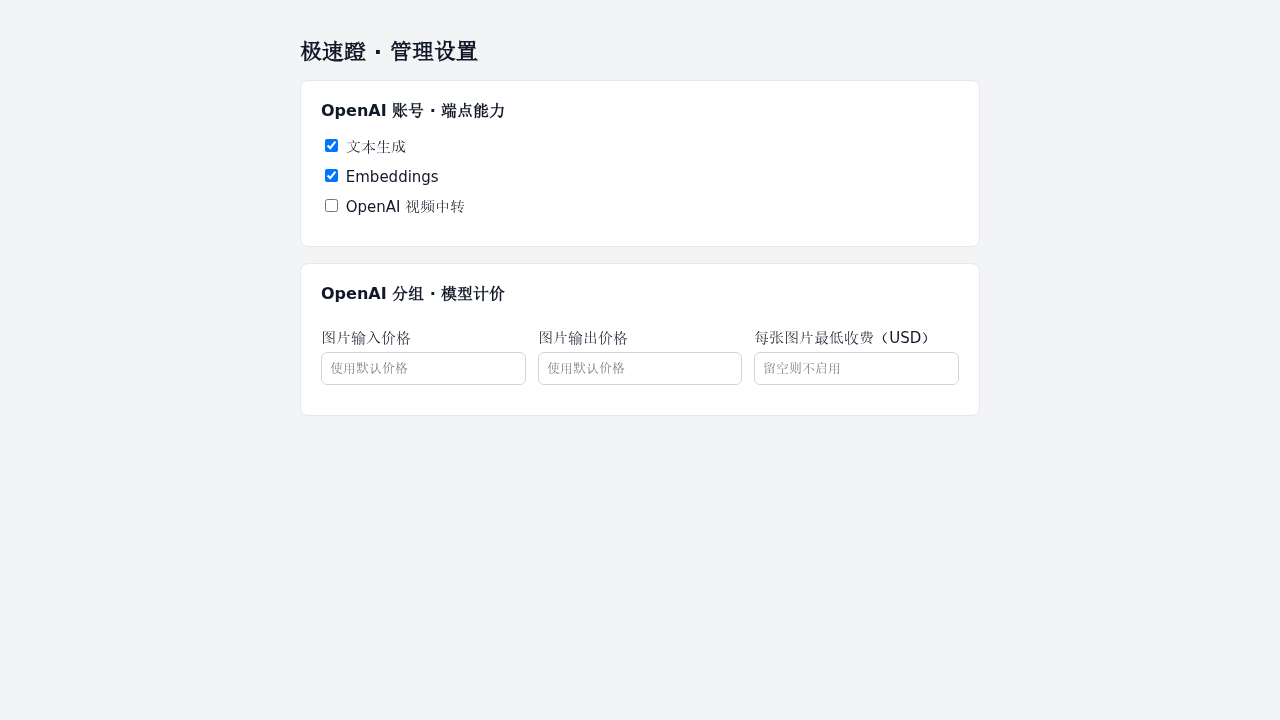 极速蹬 · 管理设置
OpenAI 账号 · 端点能力
文本生成
Embeddings
OpenAI 视频中转
OpenAI 分组 · 模型计价
图片输入价格
图片输出价格
每张图片最低收费（USD）
使用默认价格
使用默认价格
留空则不启用